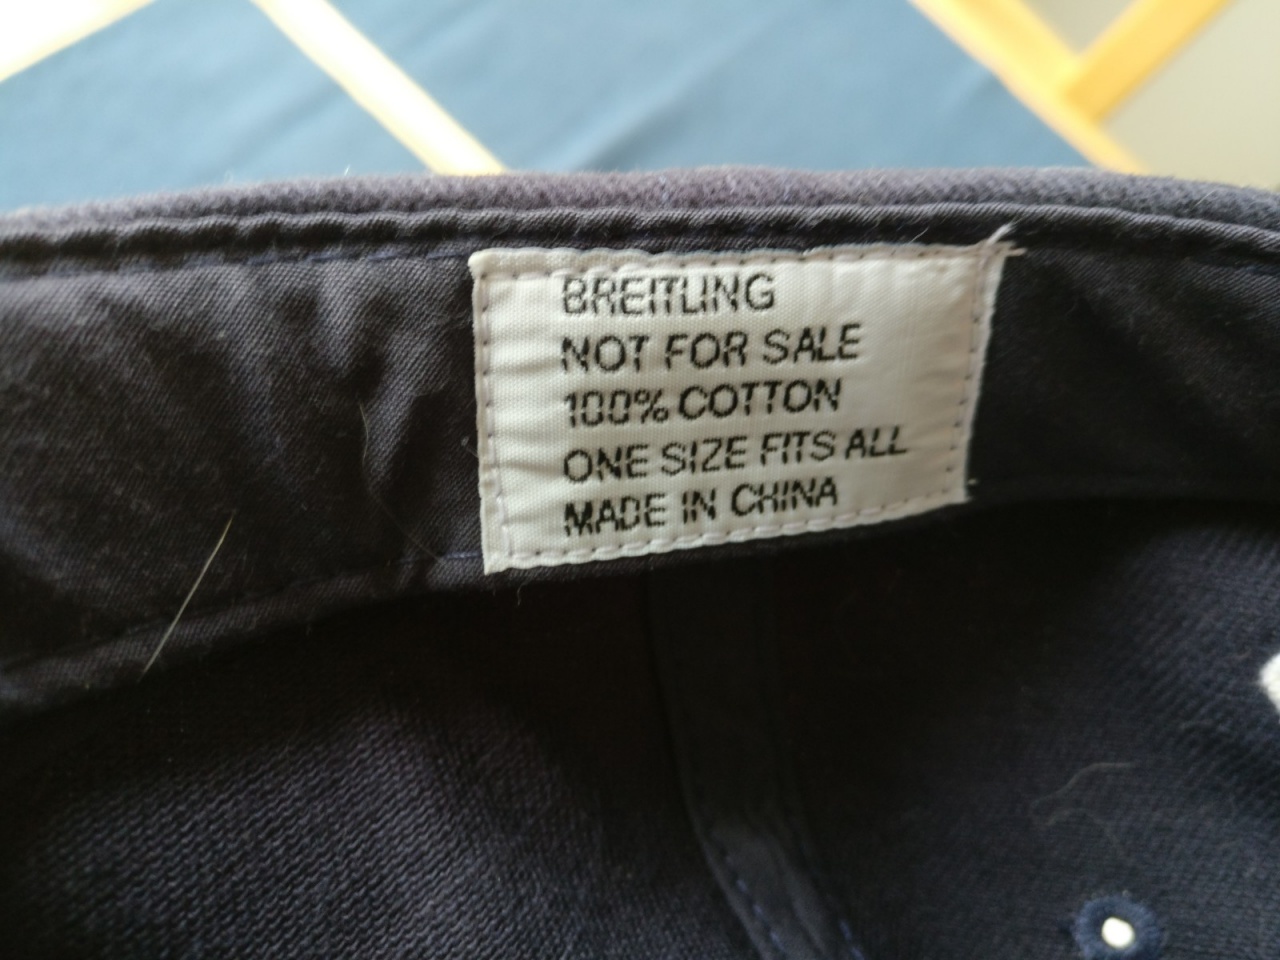 BREITLING
NOT FOR SALE
100% COTTON
ONE SIZE FITS ALL
MADE IN CHINA